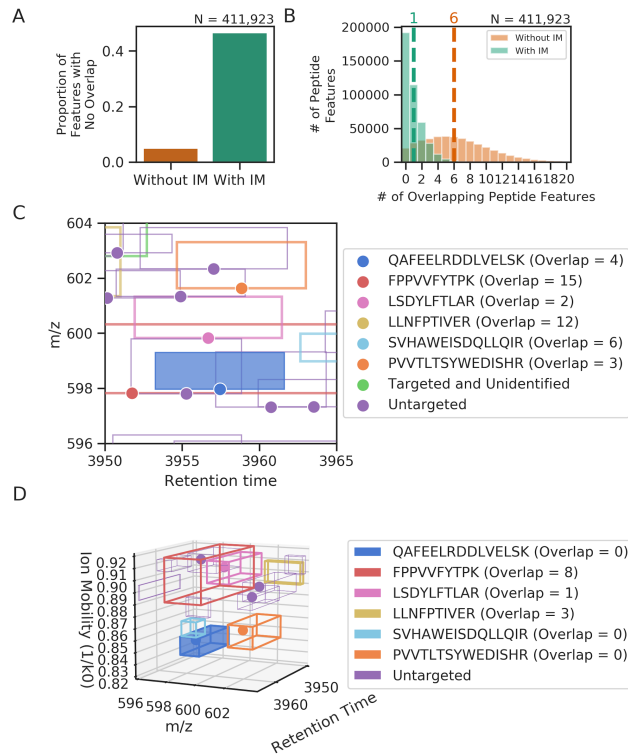 A
N = 411,923
Proportion of
Features with
No Overlap
0.4
0.2
0.0
Without IM
With IM
B
1
6
N = 411,923
Without IM
With IM
# of Peptide
Features
200000
150000
100000
50000
0
0 2 4 6 8 10 12 14 16 18 20
# of Overlapping Peptide Features
C
m/z
604
602
600
598
596
3950 3955 3960 3965
Retention time
QAFEELRDDLVELSK (Overlap = 4)
FPPVVFYTPK (Overlap = 15)
LSDYLFTLAR (Overlap = 2)
LLNFPTIVER (Overlap = 12)
SVHAWEISDQLLQIR (Overlap = 6)
PVVTLTSYWEDISHR (Overlap = 3)
Targeted and Unidentified
Untargeted
D
Ion Mobility (1/k0)
0.92
0.91
0.90
0.89
0.88
0.87
0.86
0.85
0.84
0.83
0.82
596 598 600 602
m/z
3950
3960
Retention Time
QAFEELRDDLVELSK (Overlap = 0)
FPPVVFYTPK (Overlap = 8)
LSDYLFTLAR (Overlap = 1)
LLNFPTIVER (Overlap = 3)
SVHAWEISDQLLQIR (Overlap = 0)
PVVTLTSYWEDISHR (Overlap = 0)
Untargeted